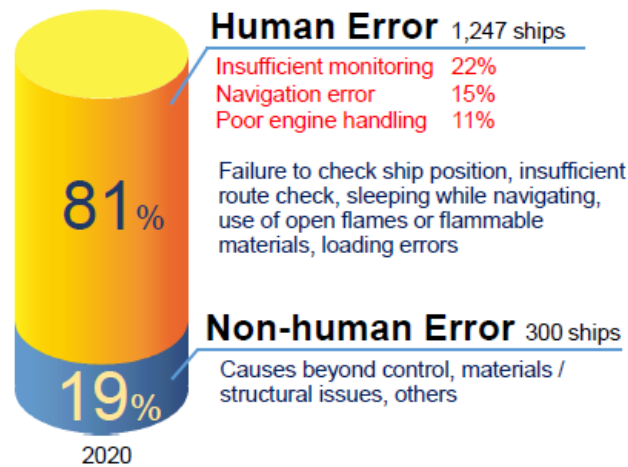 Human Error 1,247 ships
Insufficient monitoring 22%
Navigation error 15%
Poor engine handling 11%
81%
Failure to check ship position, insufficient
route check, sleeping while navigating,
use of open flames or flammable
materials, loading errors
Non-human Error 300 ships
19%
Causes beyond control, materials /
structural issues, others
2020